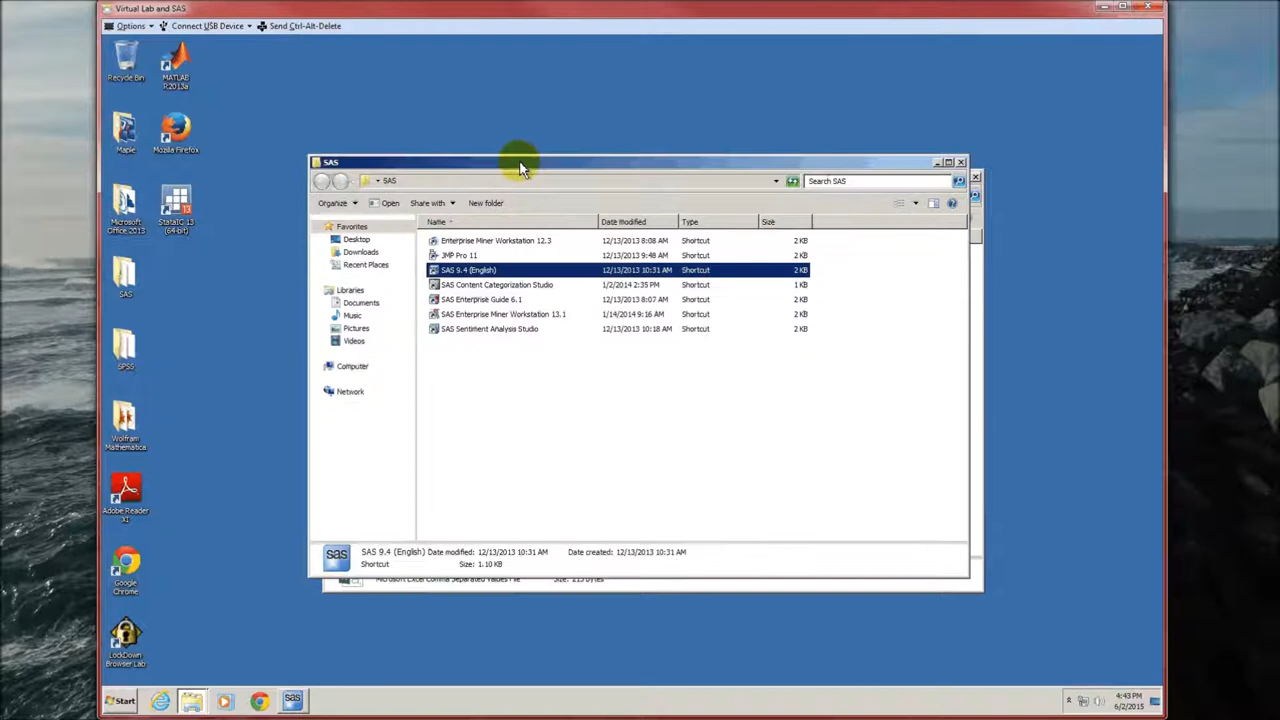 Virtual Lab and SAS
Options Connect USB Device Send Ctrl-Alt-Delete
Recycle Bin
MATLAB R2013a
Maple
Mozilla Firefox
Microsoft Office 2013
StataIC 13 (64-bit)
SAS
SPSS
Wolfram Mathematica
Adobe Reader XI
Google Chrome
LockDown Browser Lab
SAS
SAS
Search SAS
Organize Open Share with New folder
Name Date modified Type Size
Favorites
Desktop
Downloads
Recent Places
Libraries
Documents
Music
Pictures
Videos
Computer
Network
Enterprise Miner Workstation 12.3 12/13/2013 8:08 AM Shortcut 2 KB
JMP Pro 11 12/13/2013 9:48 AM Shortcut 2 KB
SAS 9.4 (English) 12/13/2013 10:31 AM Shortcut 2 KB
SAS Content Categorization Studio 1/2/2014 2:35 PM Shortcut 1 KB
SAS Enterprise Guide 6.1 12/13/2013 8:07 AM Shortcut 2 KB
SAS Enterprise Miner Workstation 13.1 1/14/2014 9:16 AM Shortcut 2 KB
SAS Sentiment Analysis Studio 12/13/2013 10:18 AM Shortcut 2 KB
sas
SAS 9.4 (English) Date modified: 12/13/2013 10:31 AM Date created: 12/13/2013 10:31 AM
Shortcut Size: 1.10 KB
Microsoft Excel Comma Separated Values File Size: 215 bytes
Start
sas
4:43 PM
6/2/2015